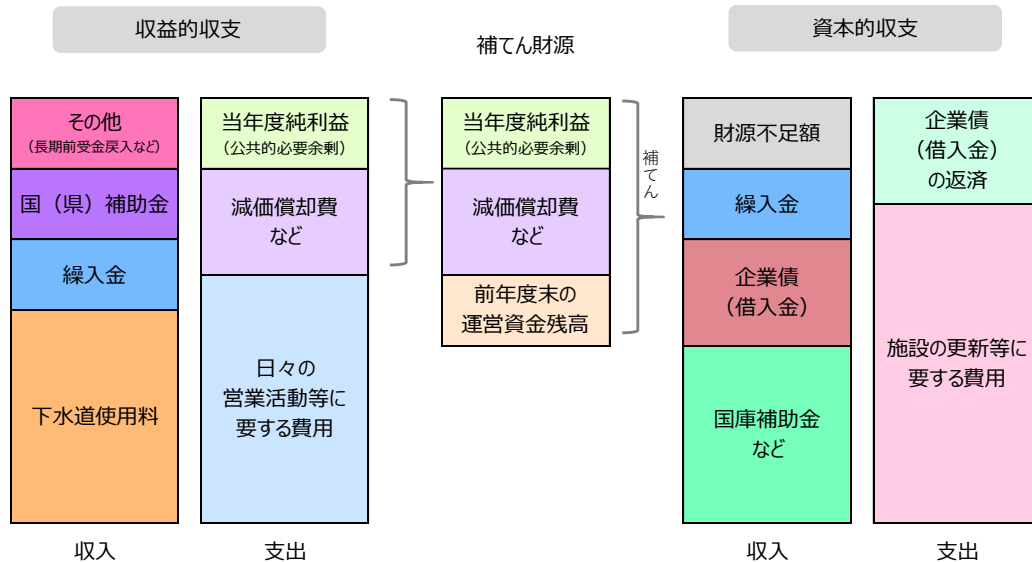 収益的収支
補てん財源
資本的収支
その他
（長期前受金戻入など）
国（県）補助金
繰入金
下水道使用料
収入
当年度純利益
（公共的必要余剰）
減価償却費
など
日々の
営業活動等に
要する費用
支出
当年度純利益
（公共的必要余剰）
減価償却費
など
前年度末の
運営資金残高
補てん
財源不足額
繰入金
企業債
（借入金）
国庫補助金
など
収入
企業債
（借入金）
の返済
施設の更新等に
要する費用
支出